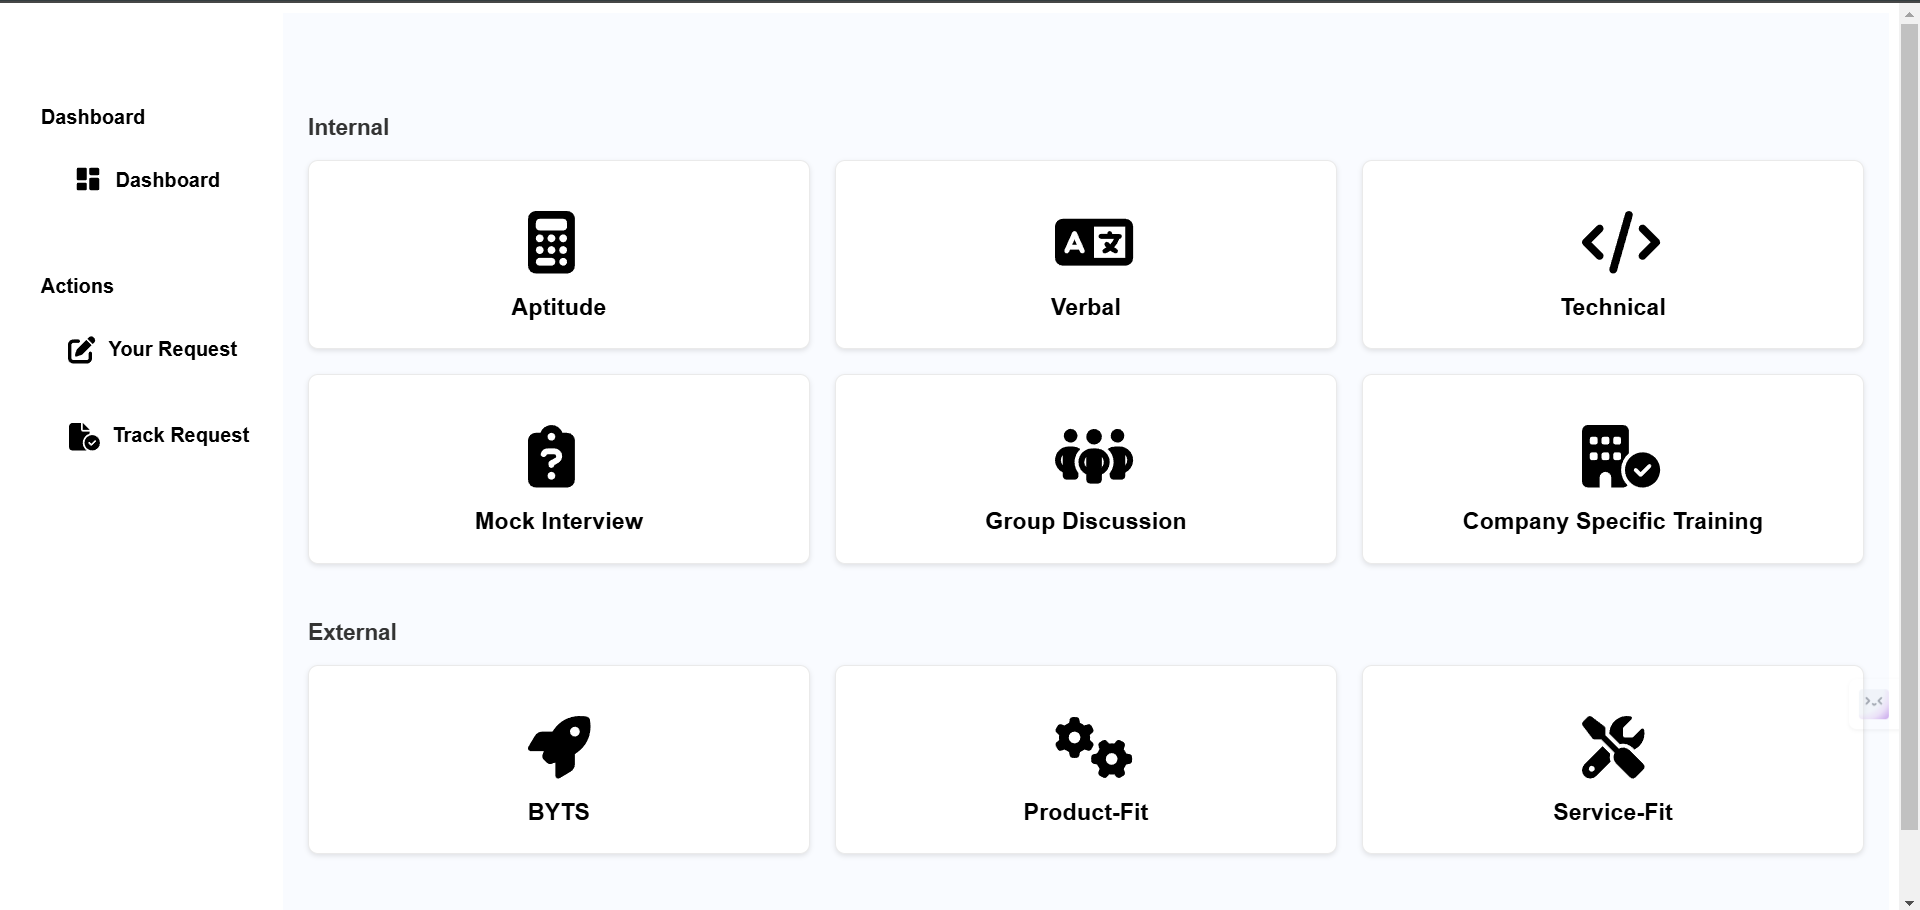 Dashboard
Dashboard
Actions
Your Request
Track Request
Internal
Aptitude
Verbal
Technical
Mock Interview
Group Discussion
Company Specific Training
External
BYTS
Product-Fit
Service-Fit